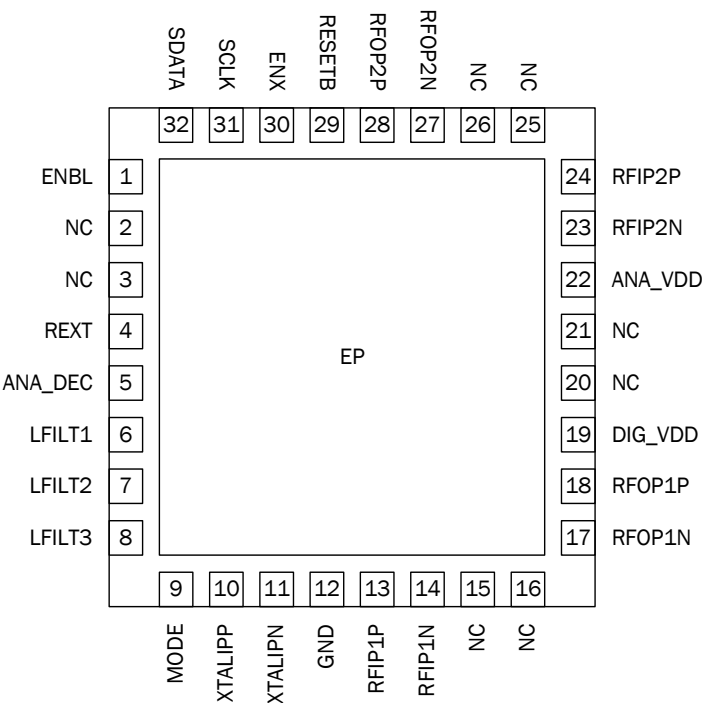 SDATA
SCLK
ENX
RESETB
RFOP2P
RFOP2N
NC
NC
32 31 30 29 28 27 26 25
ENBL 1
NC 2
NC 3
REXT 4
ANA_DEC 5
LFILT1 6
LFILT2 7
LFILT3 8
EP
24 RFIP2P
23 RFIP2N
22 ANA_VDD
21 NC
20 NC
19 DIG_VDD
18 RFOP1P
17 RFOP1N
9 10 11 12 13 14 15 16
MODE
XTALIPP
XTALIPN
GND
RFIP1P
RFIP1N
NC
NC